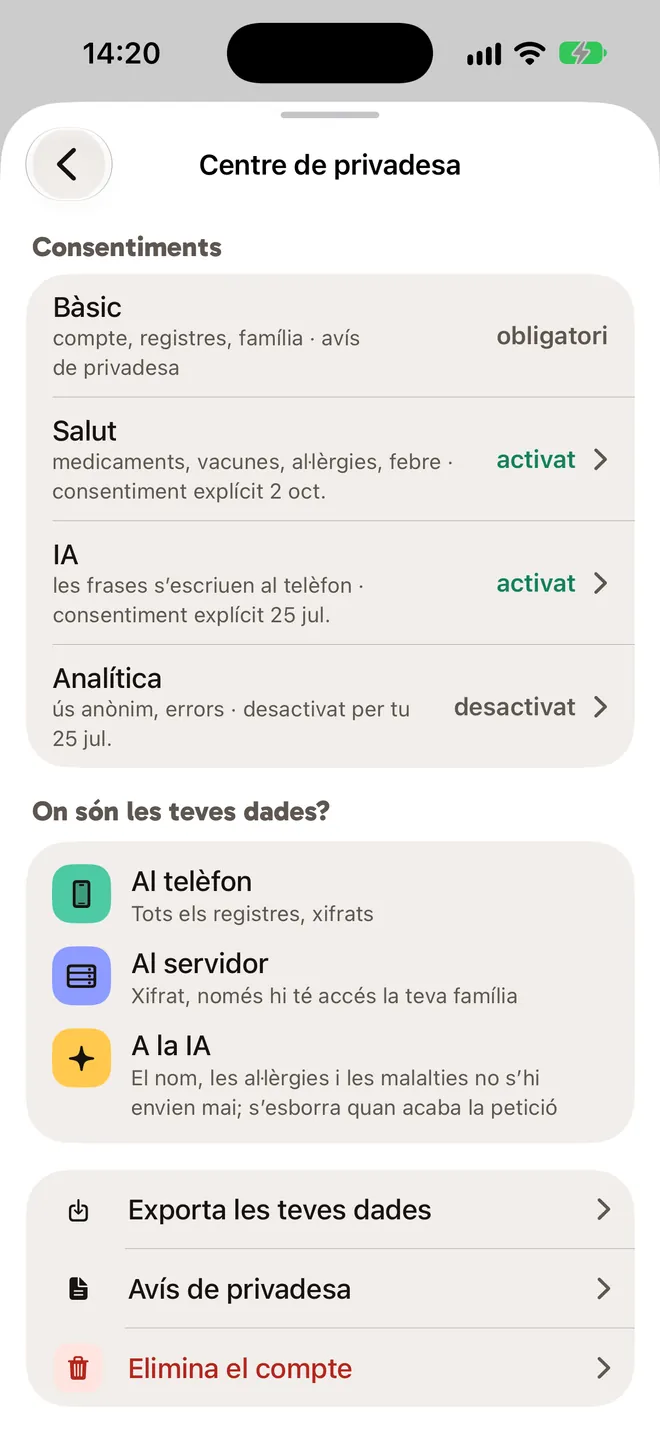 14:20
Centre de privadesa
Consentiments
Bàsic
compte, registres, família · avís
de privadesa
obligatori
Salut
medicaments, vacunes, al·lèrgies, febre ·
consentiment explícit 2 oct.
activat
IA
les frases s’escriuen al telèfon ·
consentiment explícit 25 jul.
activat
Analítica
ús anònim, errors · desactivat per tu
25 jul.
desactivat
On són les teves dades?
Al telèfon
Tots els registres, xifrats
Al servidor
Xifrat, només hi té accés la teva família
A la IA
El nom, les al·lèrgies i les malalties no s’hi
envien mai; s’esborra quan acaba la petició
Exporta les teves dades
Avís de privadesa
Elimina el compte